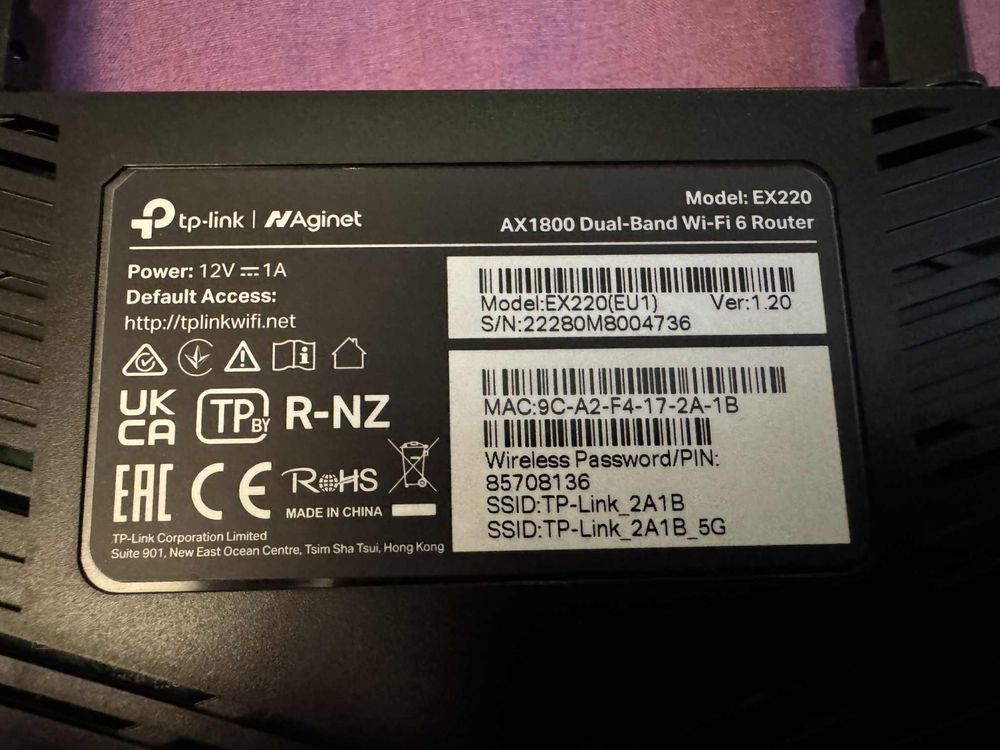 tp-link | Aginet
Model: EX220
AX1800 Dual-Band Wi-Fi 6 Router
Power: 12V ⎓ 1A
Default Access:
http://tplinkwifi.net
UK
CA
TP BY
R-NZ
EAC
CE
RoHS
MADE IN CHINA
TP-Link Corporation Limited
Suite 901, New East Ocean Centre, Tsim Sha Tsui, Hong Kong
Model:EX220(EU1) Ver:1.20
S/N:22280M8004736
MAC:9C-A2-F4-17-2A-1B
Wireless Password/PIN:
85708136
SSID:TP-Link_2A1B
SSID:TP-Link_2A1B_5G